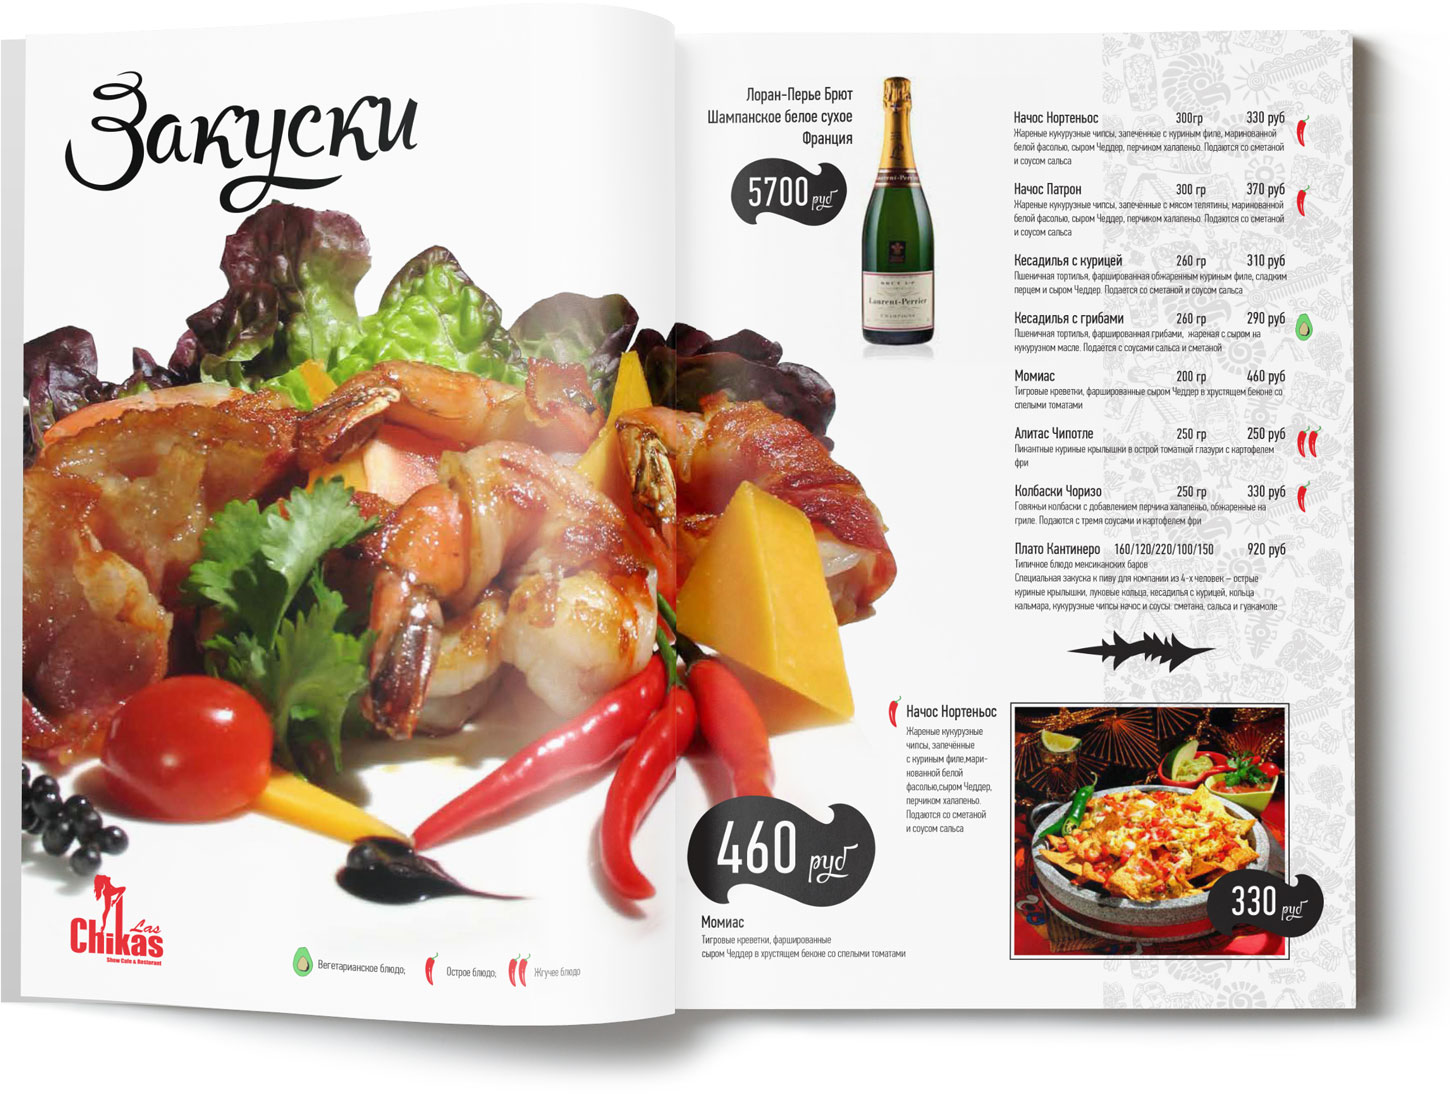 Закуски
Las
Chikas
Show Cafe & Restorant
Вегетарианское блюдо;
Острое блюдо;
Жгучее блюдо
Лоран-Перье Брют
Шампанское белое сухое
Франция
5700 руб
Laurent-Perrier
BRUT L-P
Laurent-Perrier
CHAMPAGNE
460 руб
Момиас
Тигровые креветки, фаршированные
сыром Чеддер в хрустящем беконе со спелыми томатами
Начос Нортеньос 300гр 330 руб
Жареные кукурузные чипсы, запечённые с куриным филе, маринованной
белой фасолью, сыром Чеддер, перчиком халапеньо. Подаются со сметаной
и соусом сальса
Начос Патрон 300 гр 370 руб
Жареные кукурузные чипсы, запечённые с мясом телятины, маринованной
белой фасолью, сыром Чеддер, перчиком халапеньо. Подаются со сметаной
и соусом сальса
Кесадилья с курицей 260 гр 310 руб
Пшеничная тортилья, фаршированная обжаренным куриным филе, сладким
перцем и сыром Чеддер. Подается со сметаной и соусом сальса
Кесадилья с грибами 260 гр 290 руб
Пшеничная тортилья, фаршированная грибами, жареная с сыром на
кукурузном масле. Подаётся с соусами сальса и сметаной
Момиас 200 гр 460 руб
Тигровые креветки, фаршированные сыром Чеддер в хрустящем беконе со
спелыми томатами
Алитас Чипотле 250 гр 250 руб
Пикантные куриные крылышки в острой томатной глазури с картофелем
фри
Колбаски Чоризо 250 гр 330 руб
Говяжьи колбаски с добавлением перчика халапеньо, обжаренные на
гриле. Подаются с тремя соусами и картофелем фри
Плато Кантинеро 160/120/220/100/150 920 руб
Типичное блюдо мексиканских баров
Специальная закуска к пиву для компании из 4-х человек – острые
куриные крылышки, луковые кольца, кесадилья с курицей, кольца
кальмара, кукурузные чипсы начос и соусы: сметана, сальса и гуакамоле
Начос Нортеньос
Жареные кукурузные
чипсы, запечённые
с куриным филе,мари-
нованной белой
фасолью,сыром Чеддер,
перчиком халапеньо.
Подаются со сметаной
и соусом сальса
330 руб